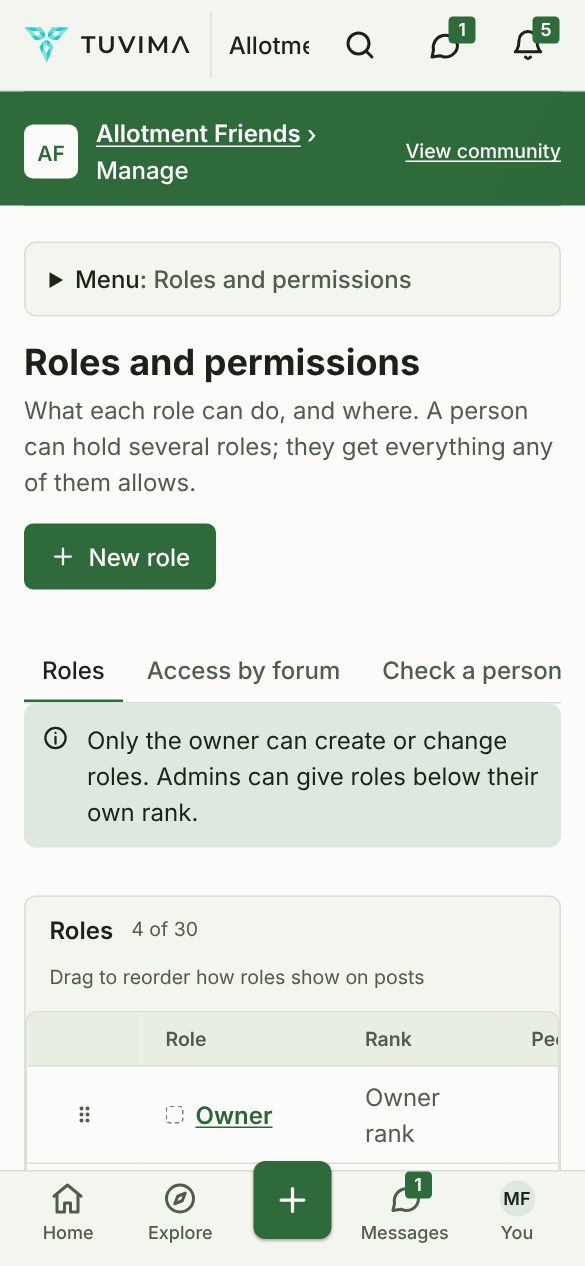 TUVIMA
Allotme
1
5
AF
Allotment Friends ›
Manage
View community
Menu: Roles and permissions
Roles and permissions
What each role can do, and where. A person
can hold several roles; they get everything any
of them allows.
+ New role
Roles
Access by forum
Check a person
Only the owner can create or change
roles. Admins can give roles below their
own rank.
Roles 4 of 30
Drag to reorder how roles show on posts
Role
Rank
Pe
Owner
Owner
rank
1
MF
Home
Explore
Messages
You